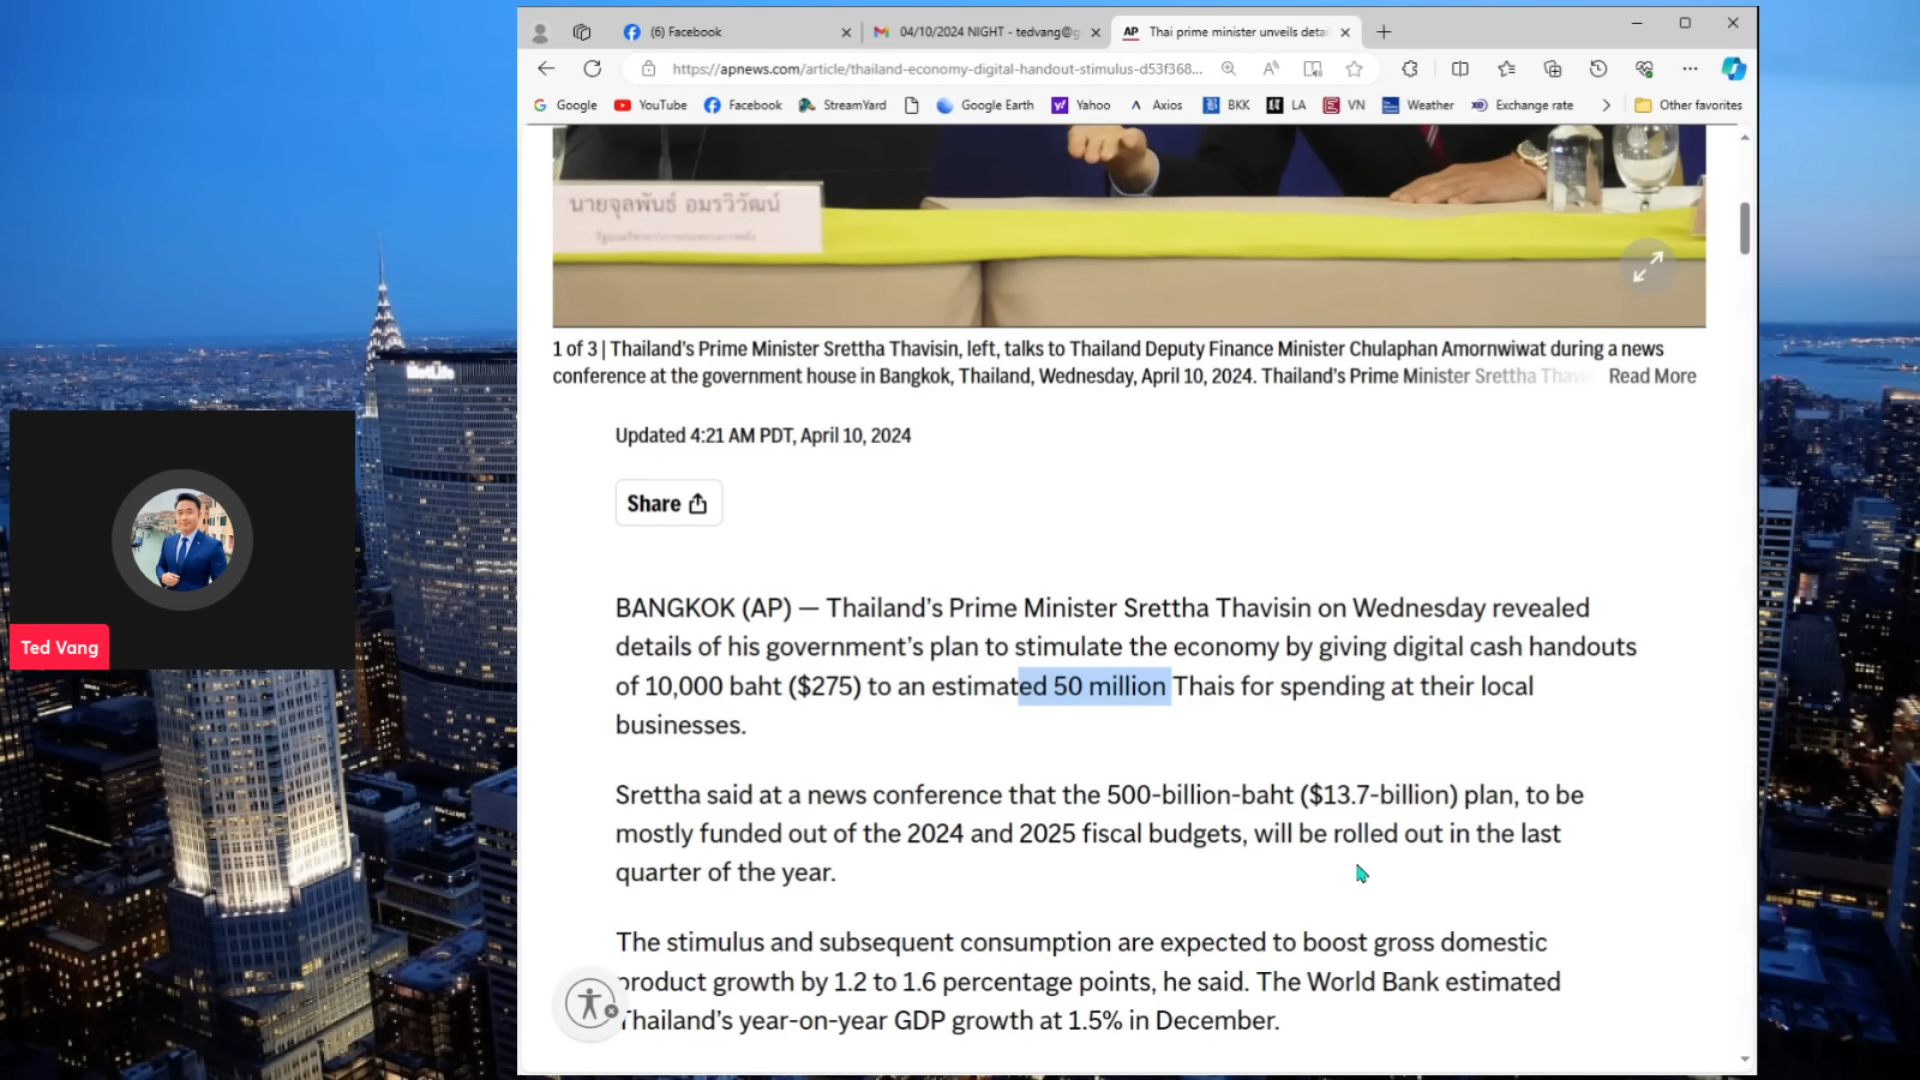 (6) Facebook
04/10/2024 NIGHT - tedvang@g
AP Thai prime minister unveils detai
https://apnews.com/article/thailand-economy-digital-handout-stimulus-d53f368...
Google YouTube Facebook StreamYard Google Earth Yahoo Axios BKK LA VN Weather Exchange rate Other favorites
นายจุลพันธ์ อมรวิวัฒน์
1 of 3 | Thailand's Prime Minister Srettha Thavisin, left, talks to Thailand Deputy Finance Minister Chulaphan Amornwiwat during a news
conference at the government house in Bangkok, Thailand, Wednesday, April 10, 2024. Thailand's Prime Minister Srettha Thavi Read More
Updated 4:21 AM PDT, April 10, 2024
Share
BANGKOK (AP) — Thailand's Prime Minister Srettha Thavisin on Wednesday revealed
details of his government's plan to stimulate the economy by giving digital cash handouts
of 10,000 baht ($275) to an estimated 50 million Thais for spending at their local
businesses.
Srettha said at a news conference that the 500-billion-baht ($13.7-billion) plan, to be
mostly funded out of the 2024 and 2025 fiscal budgets, will be rolled out in the last
quarter of the year.
The stimulus and subsequent consumption are expected to boost gross domestic
product growth by 1.2 to 1.6 percentage points, he said. The World Bank estimated
Thailand's year-on-year GDP growth at 1.5% in December.
Ted Vang
MetLife